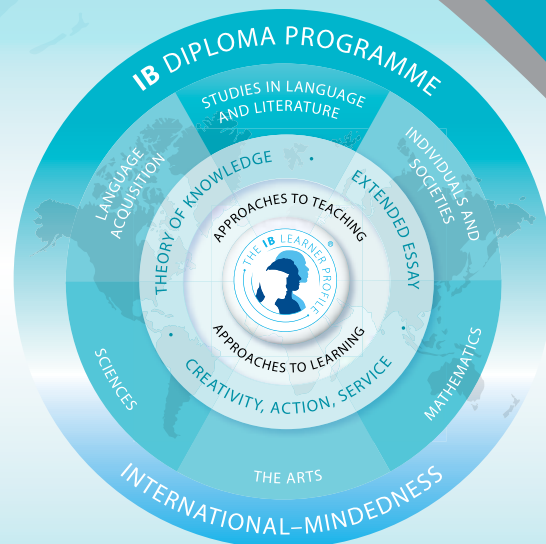 IB DIPLOMA PROGRAMME
STUDIES IN LANGUAGE
AND LITERATURE
LANGUAGE
ACQUISITION
INDIVIDUALS AND
SOCIETIES
THEORY OF KNOWLEDGE
EXTENDED ESSAY
APPROACHES TO TEACHING
• THE IB LEARNER PROFILE •
®
APPROACHES TO LEARNING
CREATIVITY, ACTION, SERVICE
SCIENCES
MATHEMATICS
THE ARTS
INTERNATIONAL–MINDEDNESS